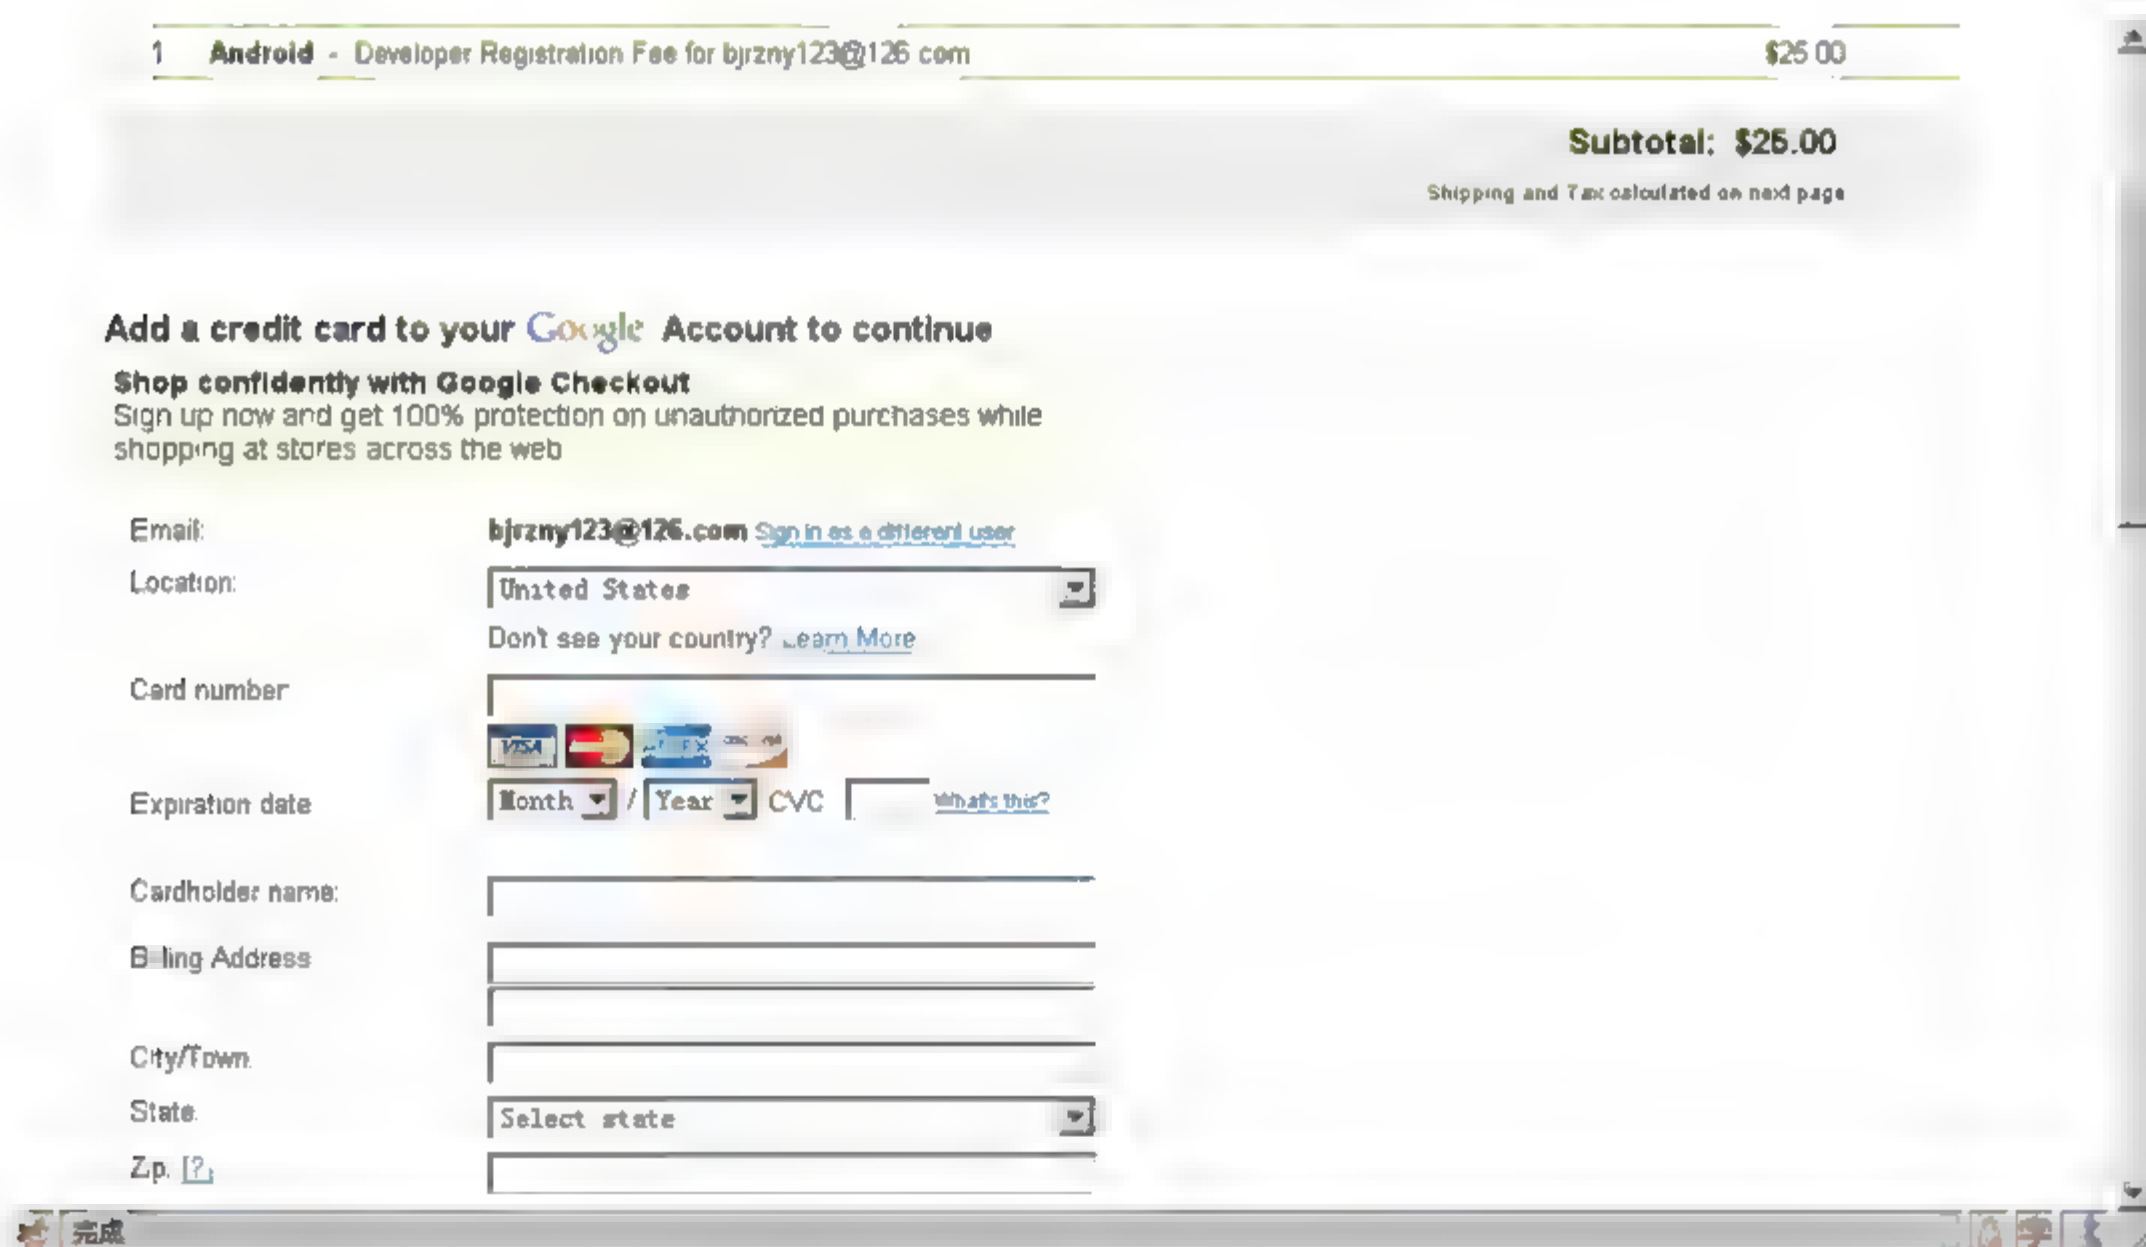 1 Android - Developer Registration Fee for bjrzny123@126.com $25.00
Subtotal: $25.00
Shipping and Tax calculated on next page
Add a credit card to your Google Account to continue
Shop confidently with Google Checkout
Sign up now and get 100% protection on unauthorized purchases while
shopping at stores across the web
Email: bjrzny123@126.com Sign in as a different user
Location: United States
Don't see your country? Learn More
Card number
VISA
Expiration date Month / Year CVC What's this?
Cardholder name:
Billing Address
City/Town
State Select state
Zip. [?]
完成